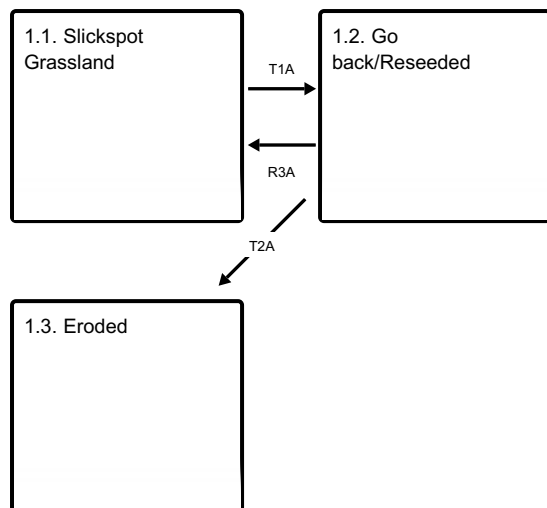 1.1. Slickspot
Grassland
T1A
1.2. Go
back/Reseeded
R3A
T2A
1.3. Eroded